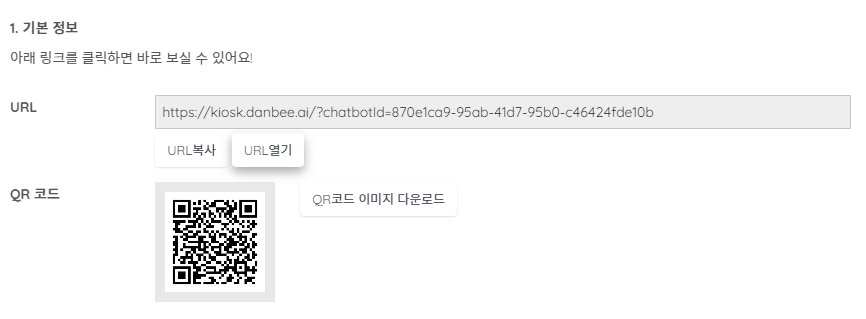 1. 기본 정보
아래 링크를 클릭하면 바로 보실 수 있어요!
URL
https://kiosk.danbee.ai/?chatbotId=870e1ca9-95ab-41d7-95b0-c46424fde10b
URL복사 URL열기
QR 코드
QR코드 이미지 다운로드